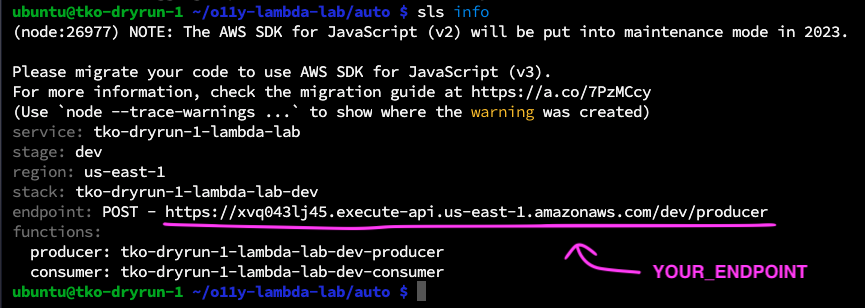 ubuntu@tko-dryrun-1 ~/o11y-lambda-lab/auto $ sls info
(node:26977) NOTE: The AWS SDK for JavaScript (v2) will be put into maintenance mode in 2023.
Please migrate your code to use AWS SDK for JavaScript (v3).
For more information, check the migration guide at https://a.co/7PzMCcy
(Use `node --trace-warnings ...` to show where the warning was created)
service: tko-dryrun-1-lambda-lab
stage: dev
region: us-east-1
stack: tko-dryrun-1-lambda-lab-dev
endpoint: POST - https://xvq043lj45.execute-api.us-east-1.amazonaws.com/dev/producer
functions:
producer: tko-dryrun-1-lambda-lab-dev-producer
consumer: tko-dryrun-1-lambda-lab-dev-consumer
YOUR_ENDPOINT
ubuntu@tko-dryrun-1 ~/o11y-lambda-lab/auto $